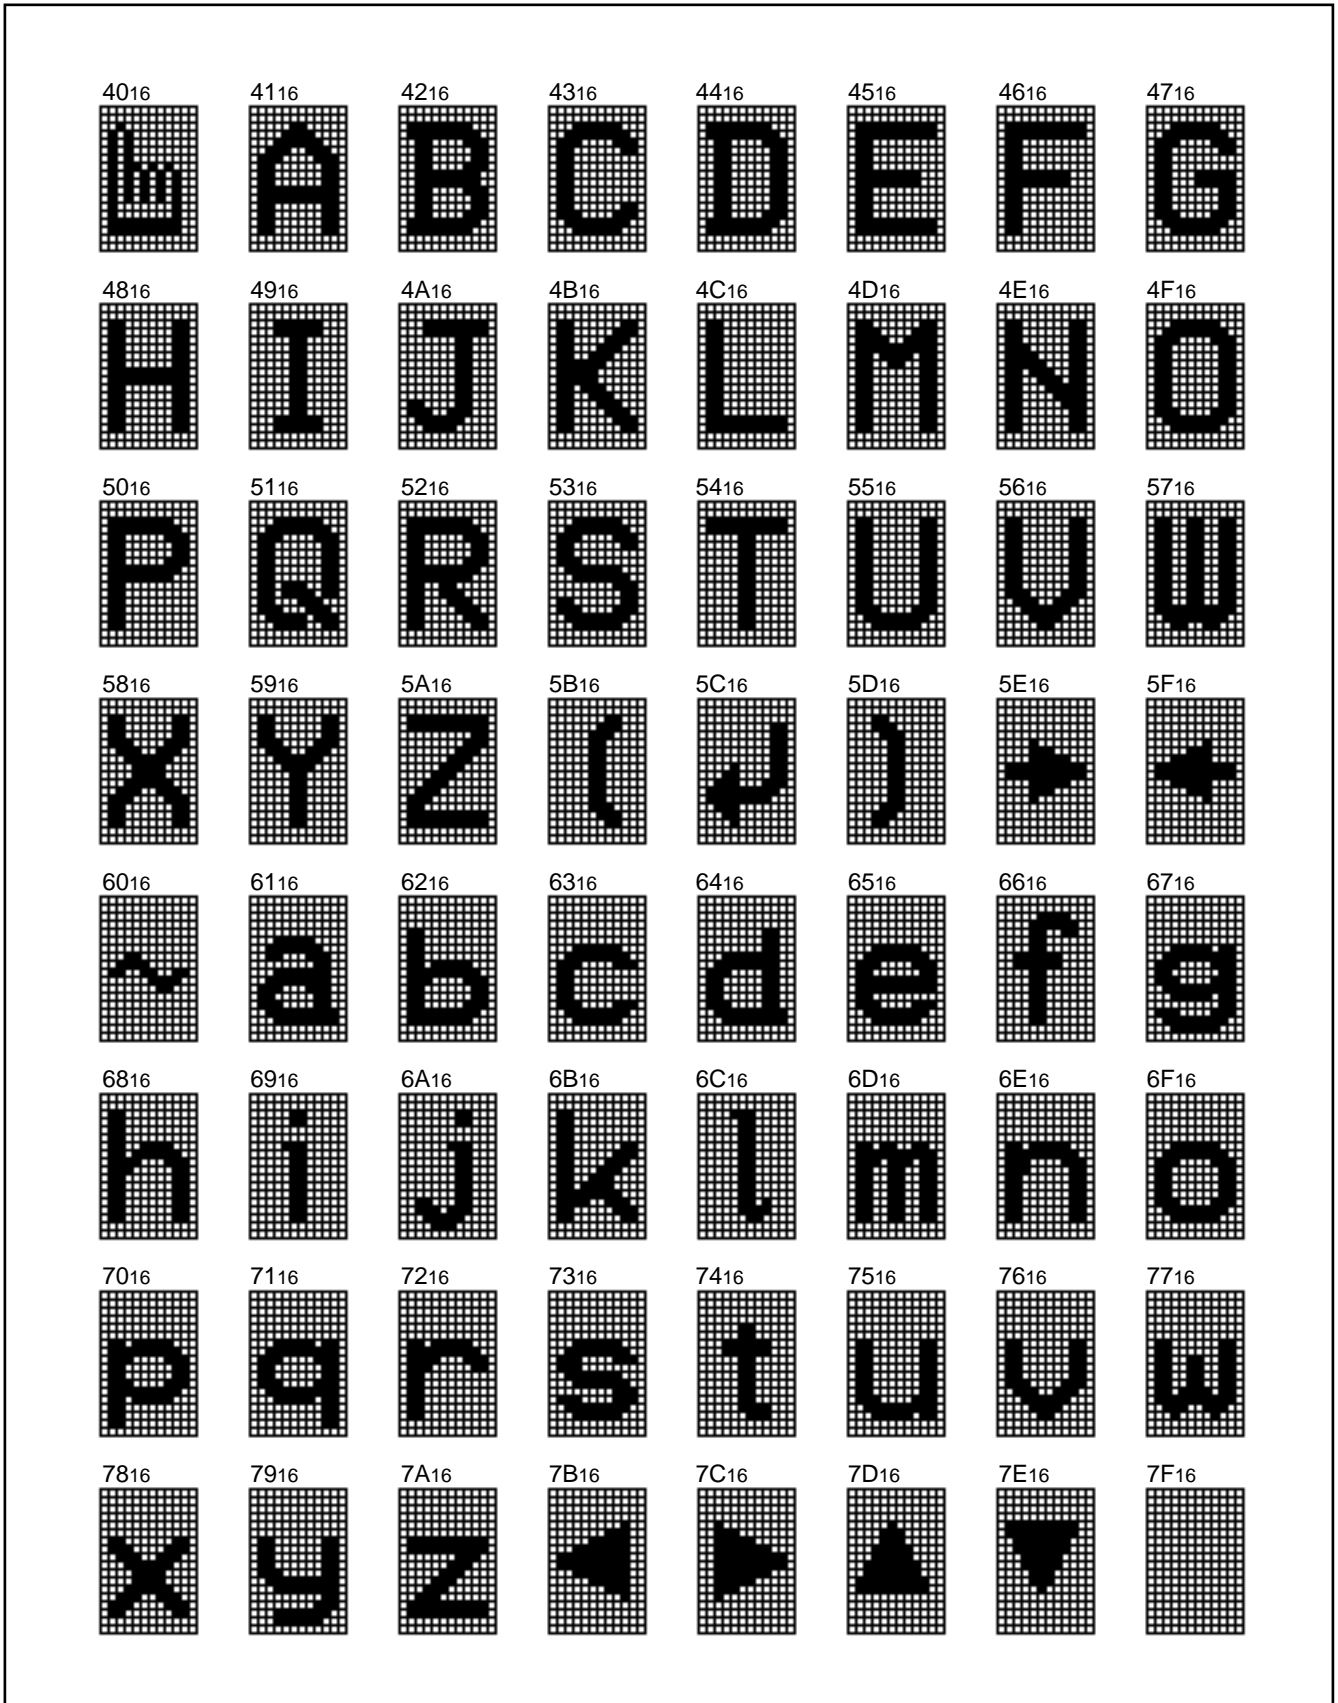 40₁₆ 41₁₆ 42₁₆ 43₁₆ 44₁₆ 45₁₆ 46₁₆ 47₁₆
A B C D E F G
48₁₆ 49₁₆ 4A₁₆ 4B₁₆ 4C₁₆ 4D₁₆ 4E₁₆ 4F₁₆
H I J K L M N O
50₁₆ 51₁₆ 52₁₆ 53₁₆ 54₁₆ 55₁₆ 56₁₆ 57₁₆
P Q R S T U V W
58₁₆ 59₁₆ 5A₁₆ 5B₁₆ 5C₁₆ 5D₁₆ 5E₁₆ 5F₁₆
X Y Z ( ↲ ) → ←
60₁₆ 61₁₆ 62₁₆ 63₁₆ 64₁₆ 65₁₆ 66₁₆ 67₁₆
~ a b c d e f g
68₁₆ 69₁₆ 6A₁₆ 6B₁₆ 6C₁₆ 6D₁₆ 6E₁₆ 6F₁₆
h i j k l m n o
70₁₆ 71₁₆ 72₁₆ 73₁₆ 74₁₆ 75₁₆ 76₁₆ 77₁₆
p q r s t u v w
78₁₆ 79₁₆ 7A₁₆ 7B₁₆ 7C₁₆ 7D₁₆ 7E₁₆ 7F₁₆
x y z ◀ ▶ ▲ ▼